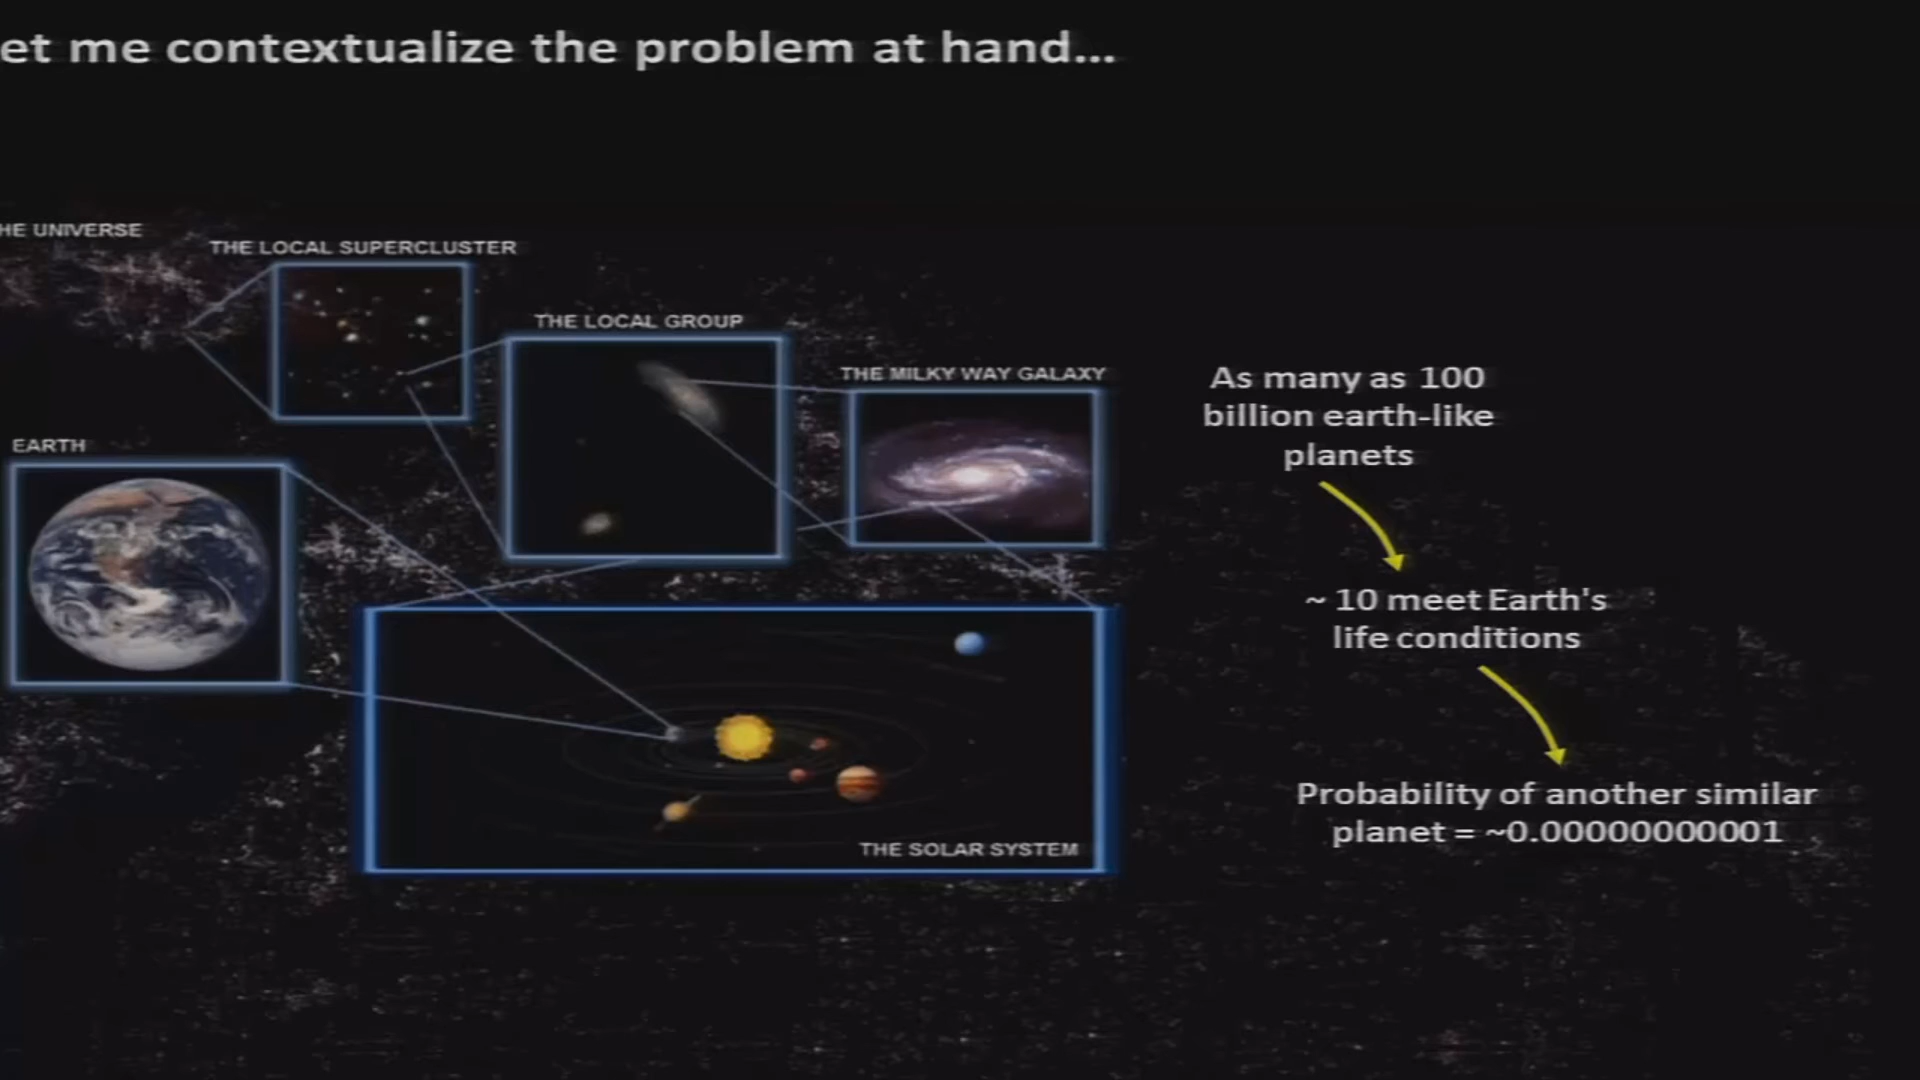 et me contextualize the problem at hand...
HE UNIVERSE
THE LOCAL SUPERCLUSTER
THE LOCAL GROUP
THE MILKY WAY GALAXY
EARTH
THE SOLAR SYSTEM
As many as 100
billion earth-like
planets
~ 10 meet Earth's
life conditions
Probability of another similar
planet = ~0.00000000001